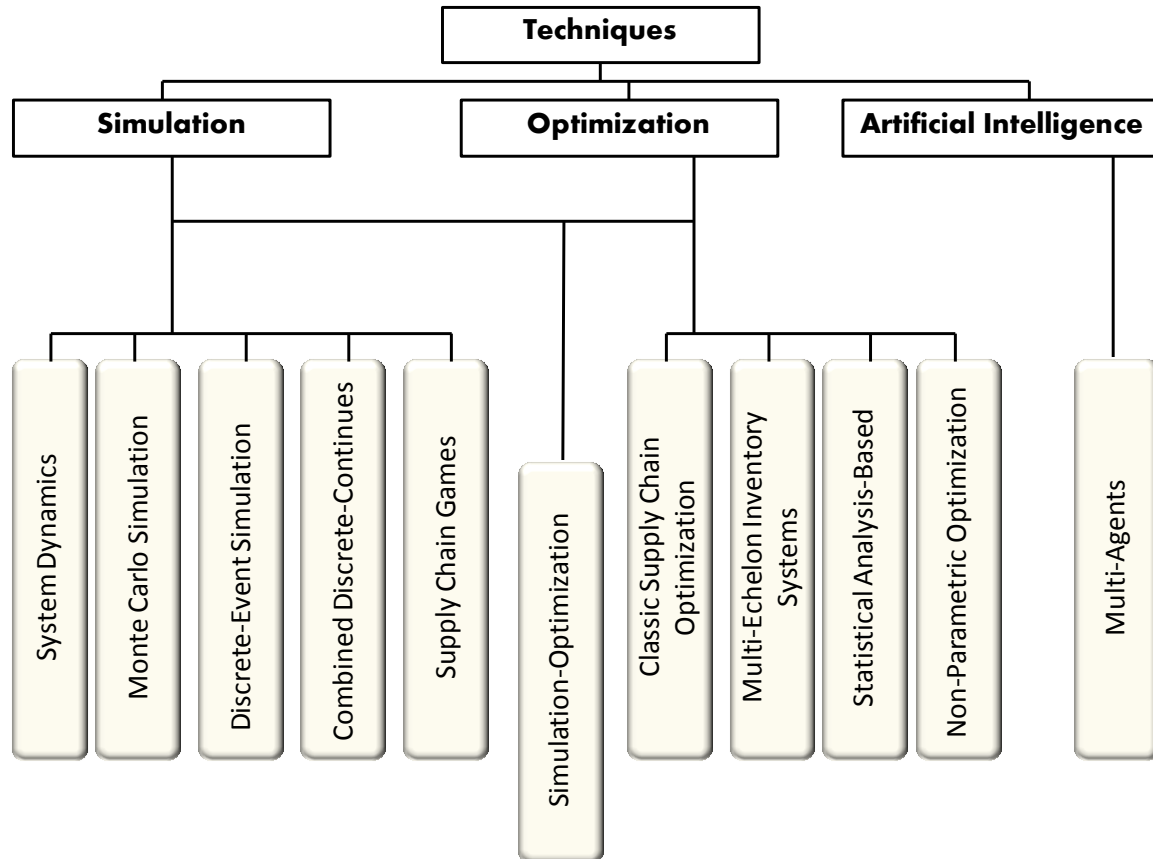 Techniques
Simulation
Optimization
Artificial Intelligence
System Dynamics
Monte Carlo Simulation
Discrete-Event Simulation
Combined Discrete-Continues
Supply Chain Games
Simulation-Optimization
Classic Supply Chain
Optimization
Multi-Echelon Inventory
Systems
Statistical Analysis-Based
Non-Parametric Optimization
Multi-Agents